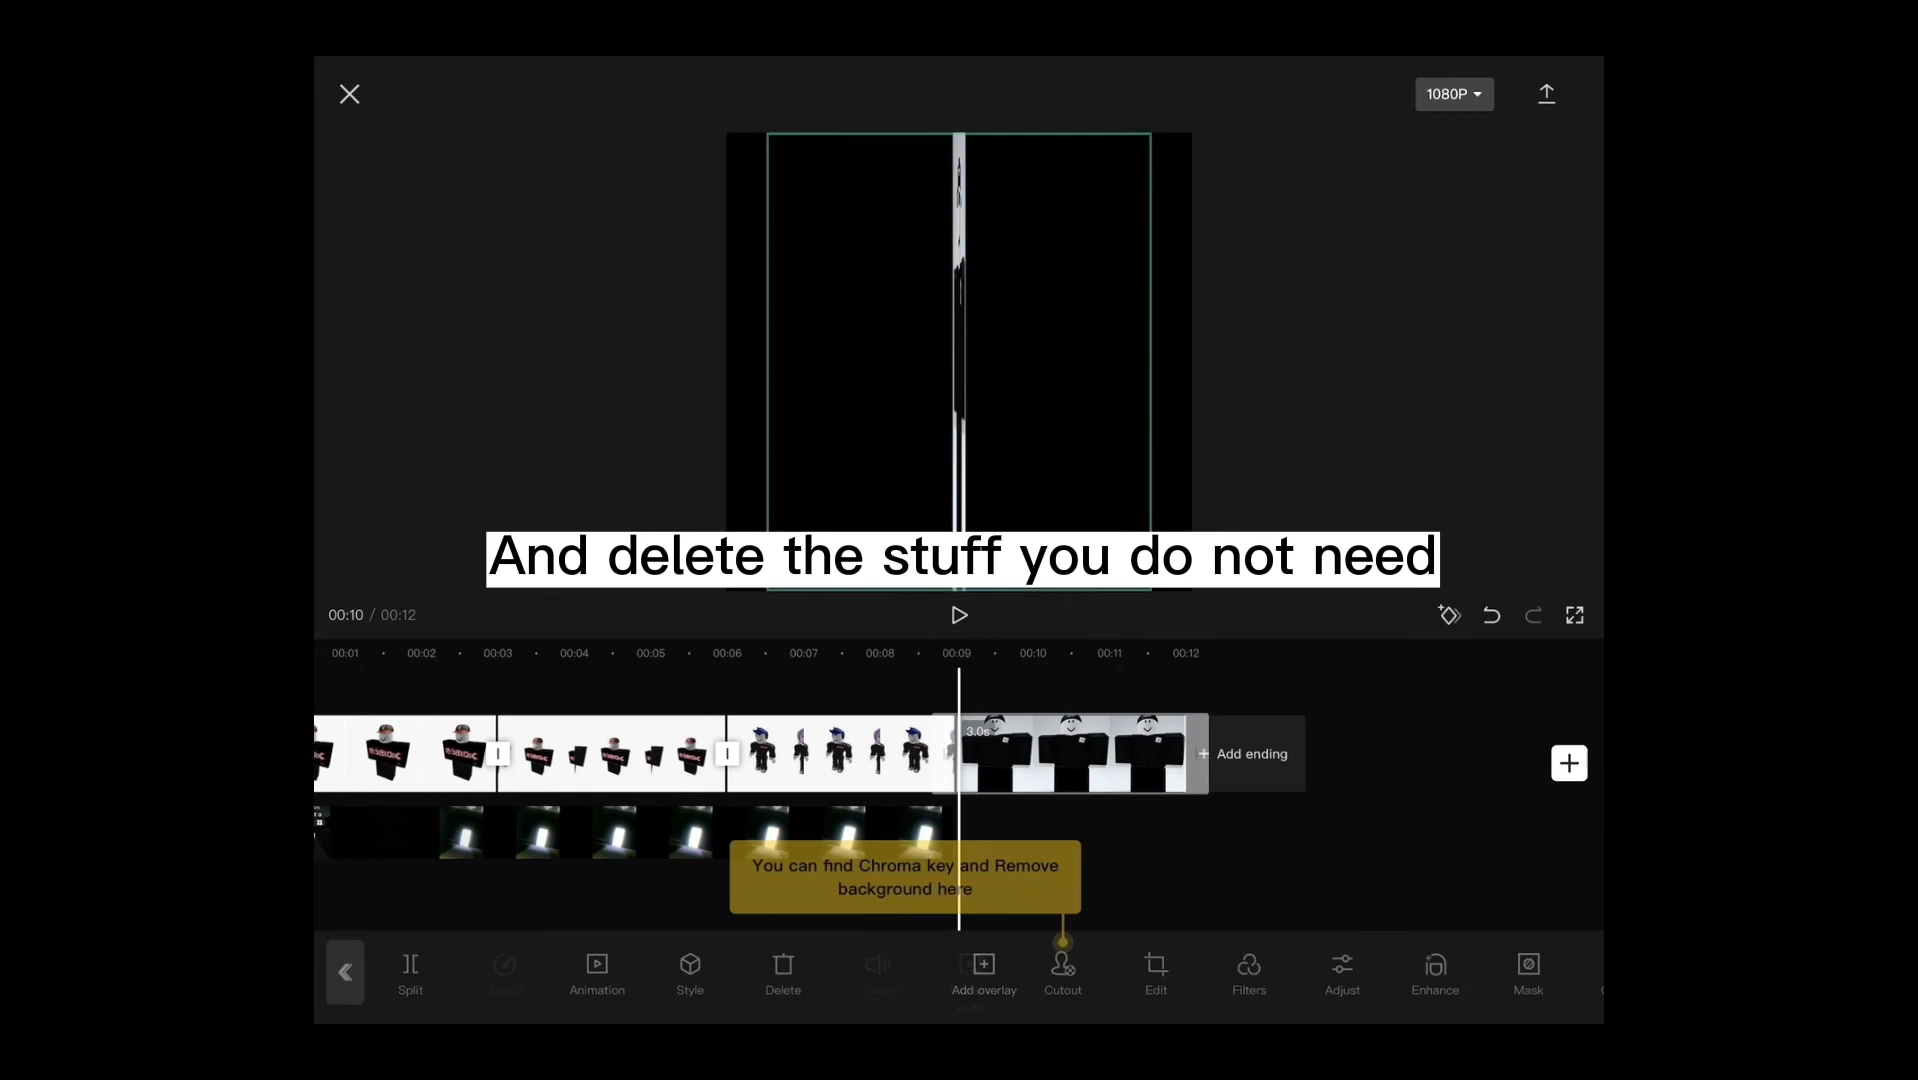 1080P
And delete the stuff you do not need
00:10 / 00:12
00:01 00:02 00:03 00:04 00:05 00:06 00:07 00:08 00:09 00:10 00:11 00:12
3.0s
+ Add ending
You can find Chroma key and Remove
background here
Split Animation Style Delete Add overlay Cutout Edit Filters Adjust Enhance Mask